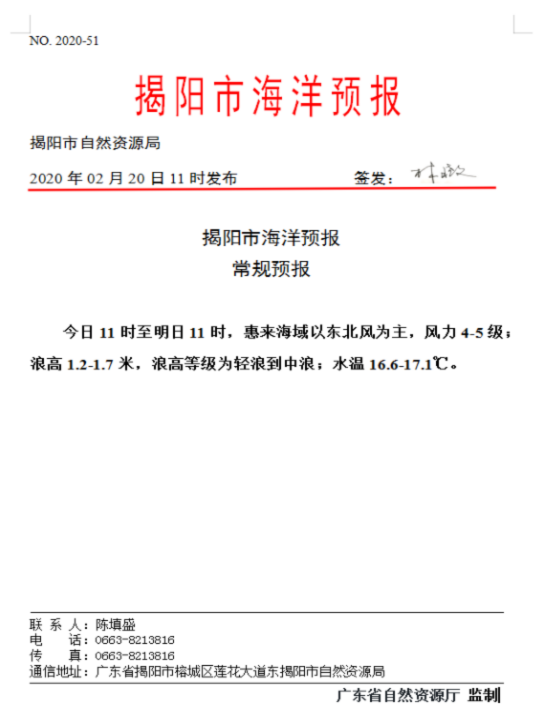 NO. 2020-51
揭阳市海洋预报
揭阳市自然资源局
2020 年 02 月 20 日 11 时发布 签发：
揭阳市海洋预报
常规预报
今日 11 时至明日 11 时，惠来海域以东北风为主，风力 4-5 级；
浪高 1.2-1.7 米，浪高等级为轻浪到中浪；水温 16.6-17.1℃。
联 系 人：陈填盛
电 话：0663-8213816
传 真：0663-8213816
通信地址：广东省揭阳市榕城区莲花大道东揭阳市自然资源局
广东省自然资源厅 监制